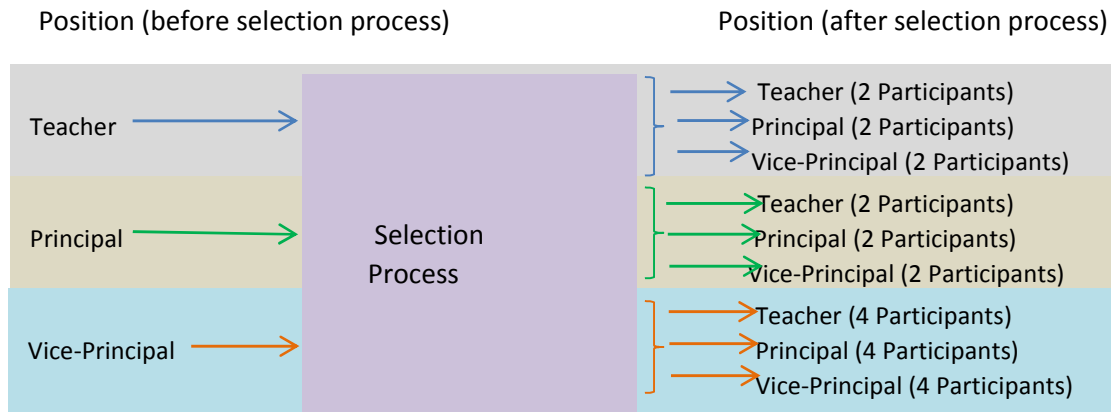 Position (before selection process) Position (after selection process)
Teacher
Teacher (2 Participants)
Principal (2 Participants)
Vice-Principal (2 Participants)
Principal
Selection
Process
Teacher (2 Participants)
Principal (2 Participants)
Vice-Principal (2 Participants)
Vice-Principal
Teacher (4 Participants)
Principal (4 Participants)
Vice-Principal (4 Participants)